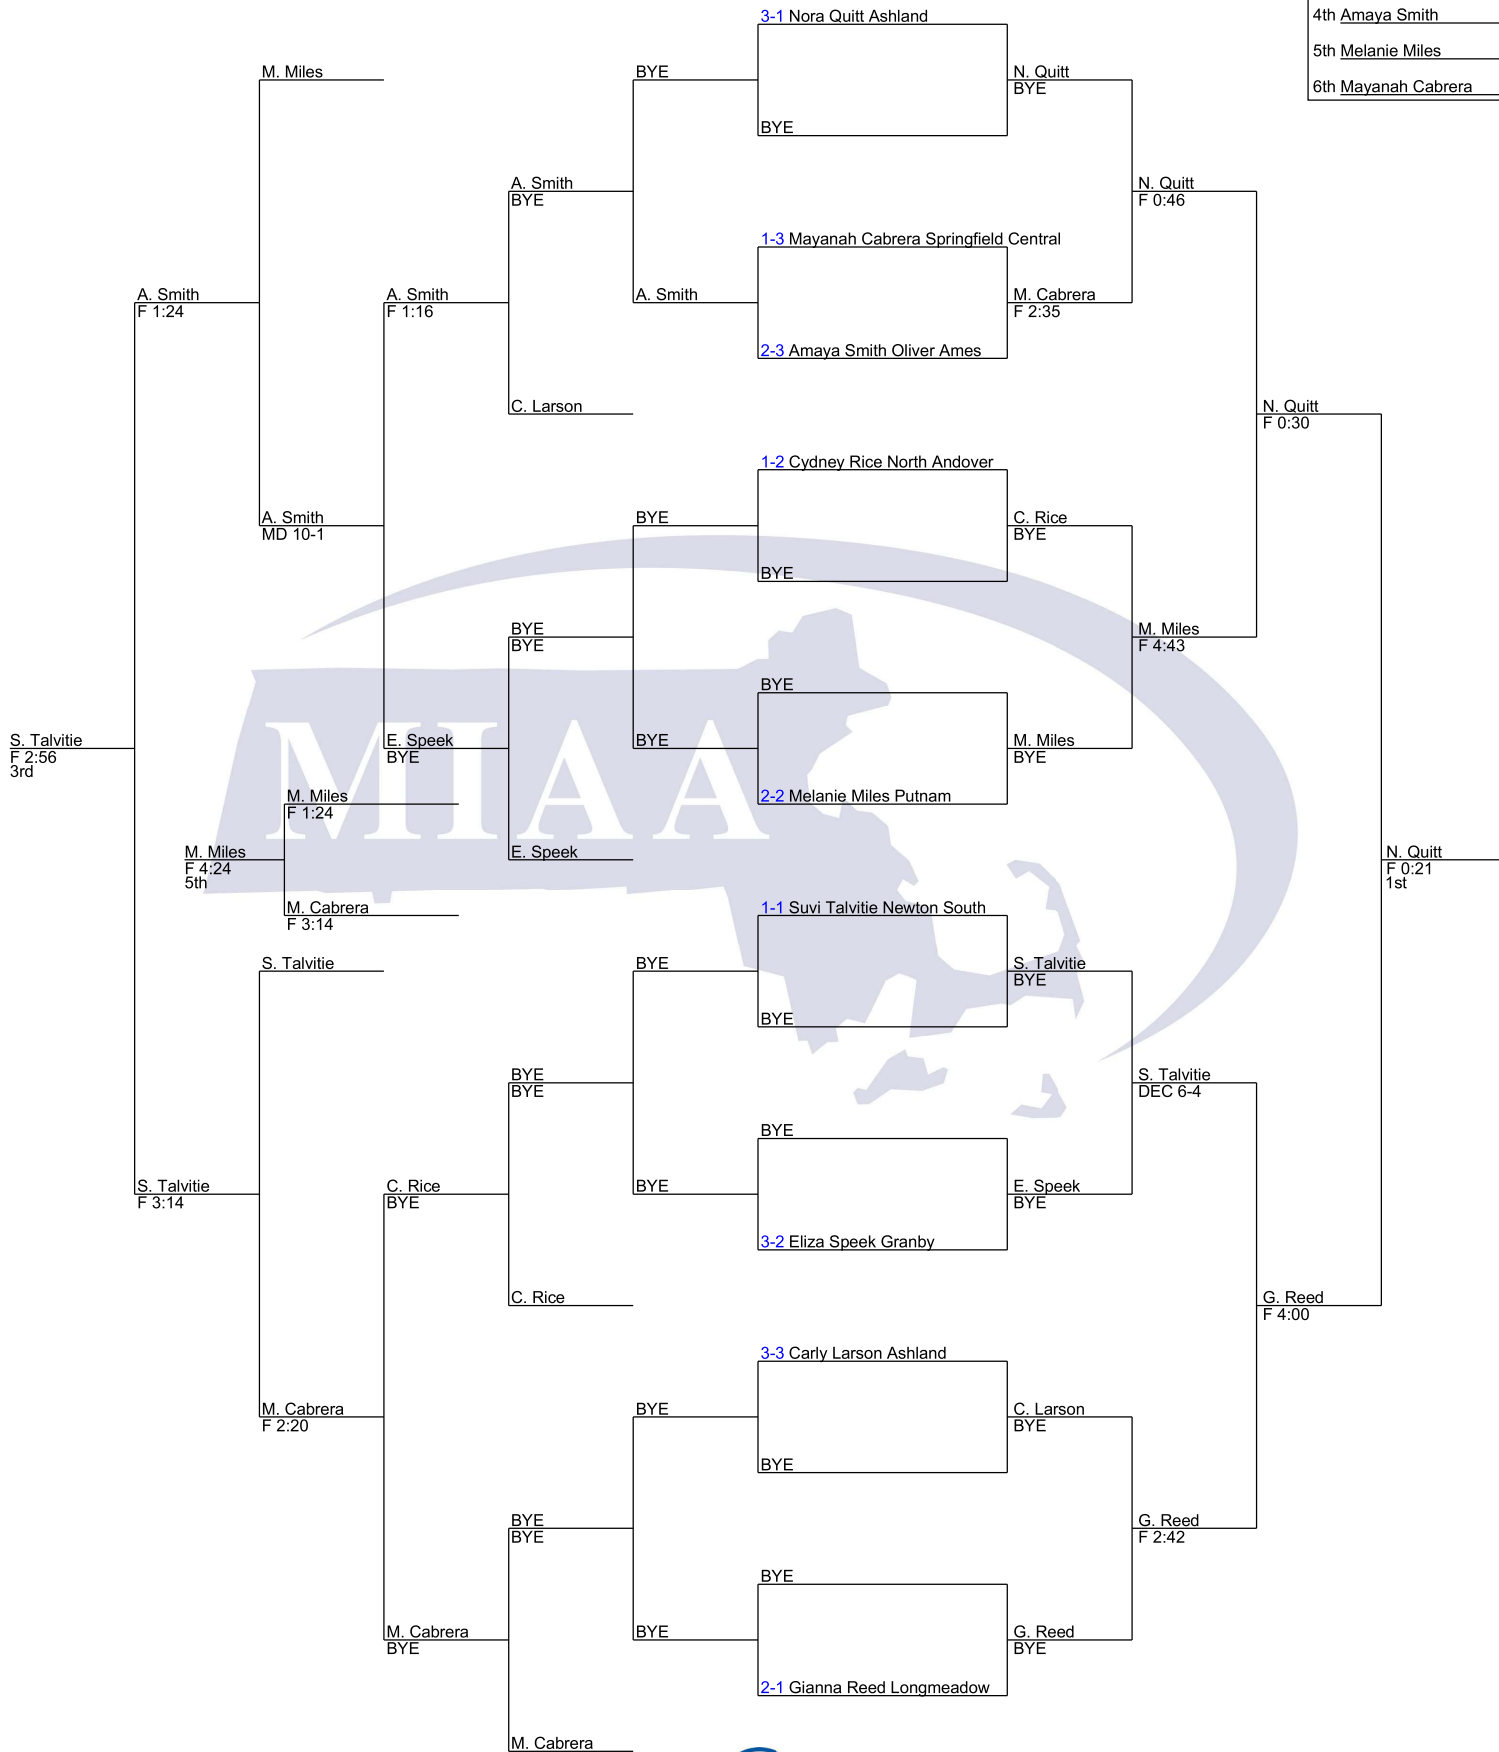 3-1 Nora Quitt Ashland
4th Amaya Smith
5th Melanie Miles
M. Miles
BYE
N. Quitt
BYE
6th Mayanah Cabrera
BYE
A. Smith
BYE
N. Quitt
F 0:46
1-3 Mayanah Cabrera Springfield Central
A. Smith
F 1:24
A. Smith
F 1:16
A. Smith
M. Cabrera
F 2:35
2-3 Amaya Smith Oliver Ames
C. Larson
N. Quitt
F 0:30
1-2 Cydney Rice North Andover
A. Smith
MD 10-1
BYE
C. Rice
BYE
BYE
BYE
BYE
M. Miles
F 4:43
BYE
MIAA
S. Talvitie
F 2:56
3rd
E. Speek
BYE
BYE
M. Miles
BYE
M. Miles
F 1:24
2-2 Melanie Miles Putnam
M. Miles
F 4:24
5th
E. Speek
N. Quitt
F 0:21
1st
M. Cabrera
F 3:14
1-1 Suvi Talvitie Newton South
S. Talvitie
BYE
S. Talvitie
BYE
BYE
BYE
BYE
S. Talvitie
DEC 6-4
BYE
S. Talvitie
F 3:14
C. Rice
BYE
BYE
E. Speek
BYE
3-2 Eliza Speek Granby
C. Rice
G. Reed
F 4:00
3-3 Carly Larson Ashland
M. Cabrera
F 2:20
BYE
C. Larson
BYE
BYE
BYE
BYE
G. Reed
F 2:42
BYE
M. Cabrera
BYE
BYE
G. Reed
BYE
2-1 Gianna Reed Longmeadow
M. Cabrera